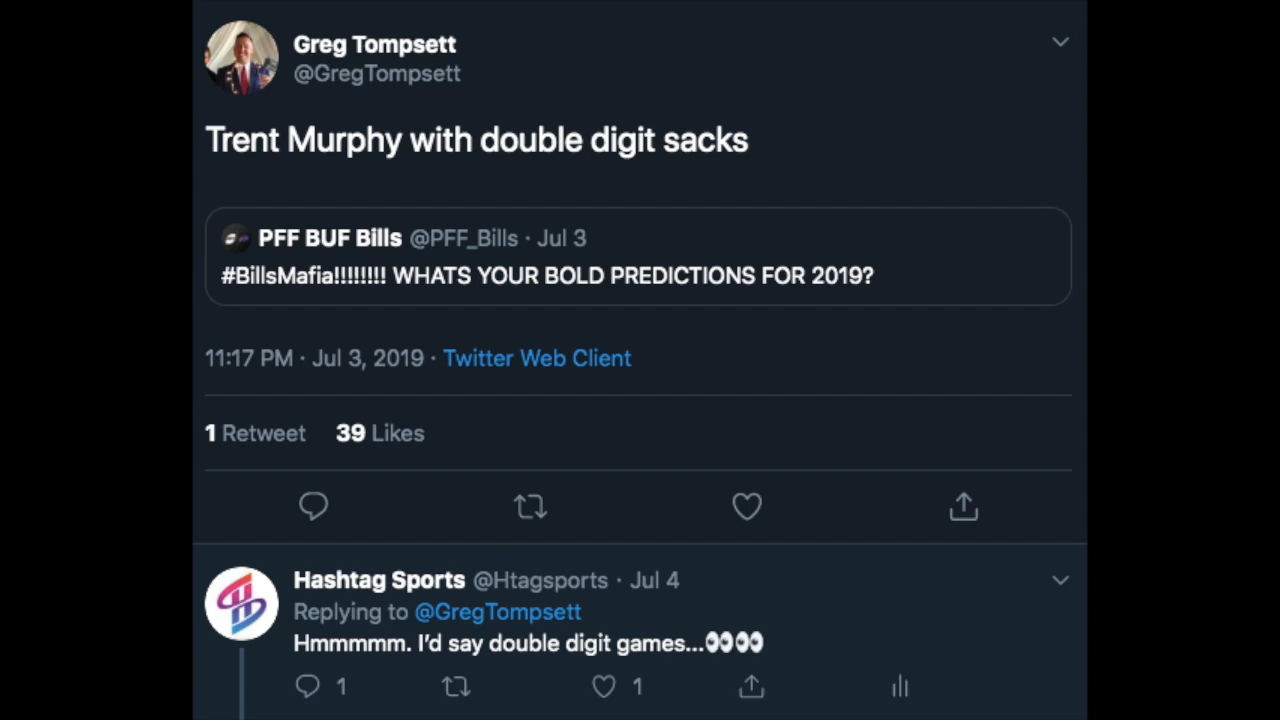 Greg Tompsett
@GregTompsett
Trent Murphy with double digit sacks
PFF BUF Bills @PFF_Bills · Jul 3
#BillsMafia!!!!!!!! WHATS YOUR BOLD PREDICTIONS FOR 2019?
11:17 PM · Jul 3, 2019 · Twitter Web Client
1 Retweet 39 Likes
Hashtag Sports @Htagsports · Jul 4
Replying to @GregTompsett
Hmmmmm. I’d say double digit games...👀👀
1 1